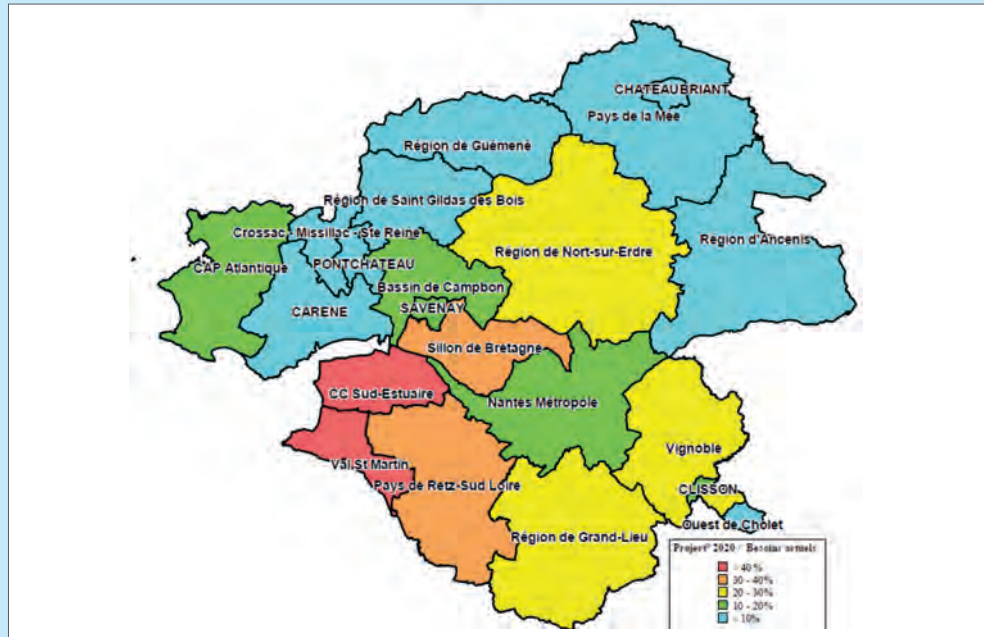 CHATEAUBRIANT
Pays de la Mée
Région de Guémené
Région de Saint Gildas des Bois
Crossac - Missillac - Ste Reine
Région d'Ancenis
Région de Nort-sur-Erdre
CAP Atlantique
PONTCHATEAU
Bassin de Campbon
SAVENAY
CARENE
Sillon de Bretagne
CC Sud-Estuaire
Nantes Métropole
Vignoble
Val St Martin
Pays de Retz-Sud Loire
CLISSON
Ouest de Cholet
Région de Grand-Lieu
Project° 2020 / Besoins actuels
> 40 %
30 - 40%
20 - 30%
10 - 20%
< 10%